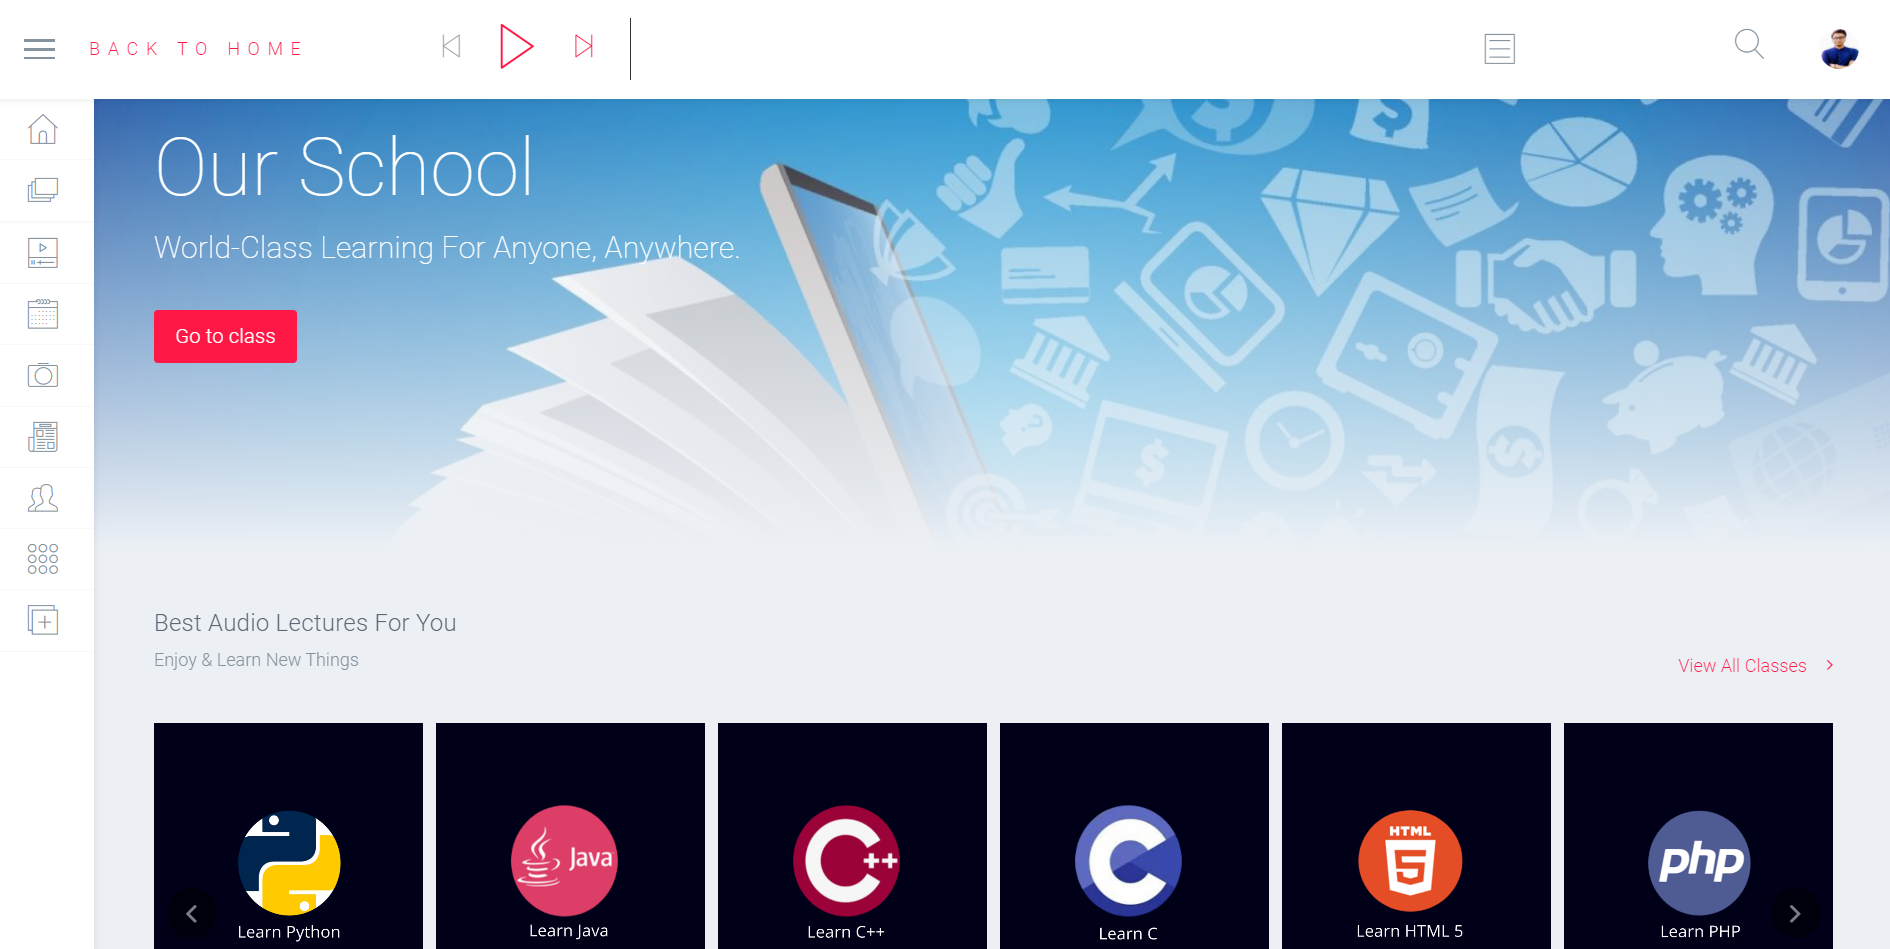 BACK TO HOME
Our School
World-Class Learning For Anyone, Anywhere.
Go to class
Best Audio Lectures For You
Enjoy & Learn New Things
View All Classes
Java
C++
C
HTML
5
php
Learn Python
Learn Java
Learn C++
Learn C
Learn HTML 5
Learn PHP